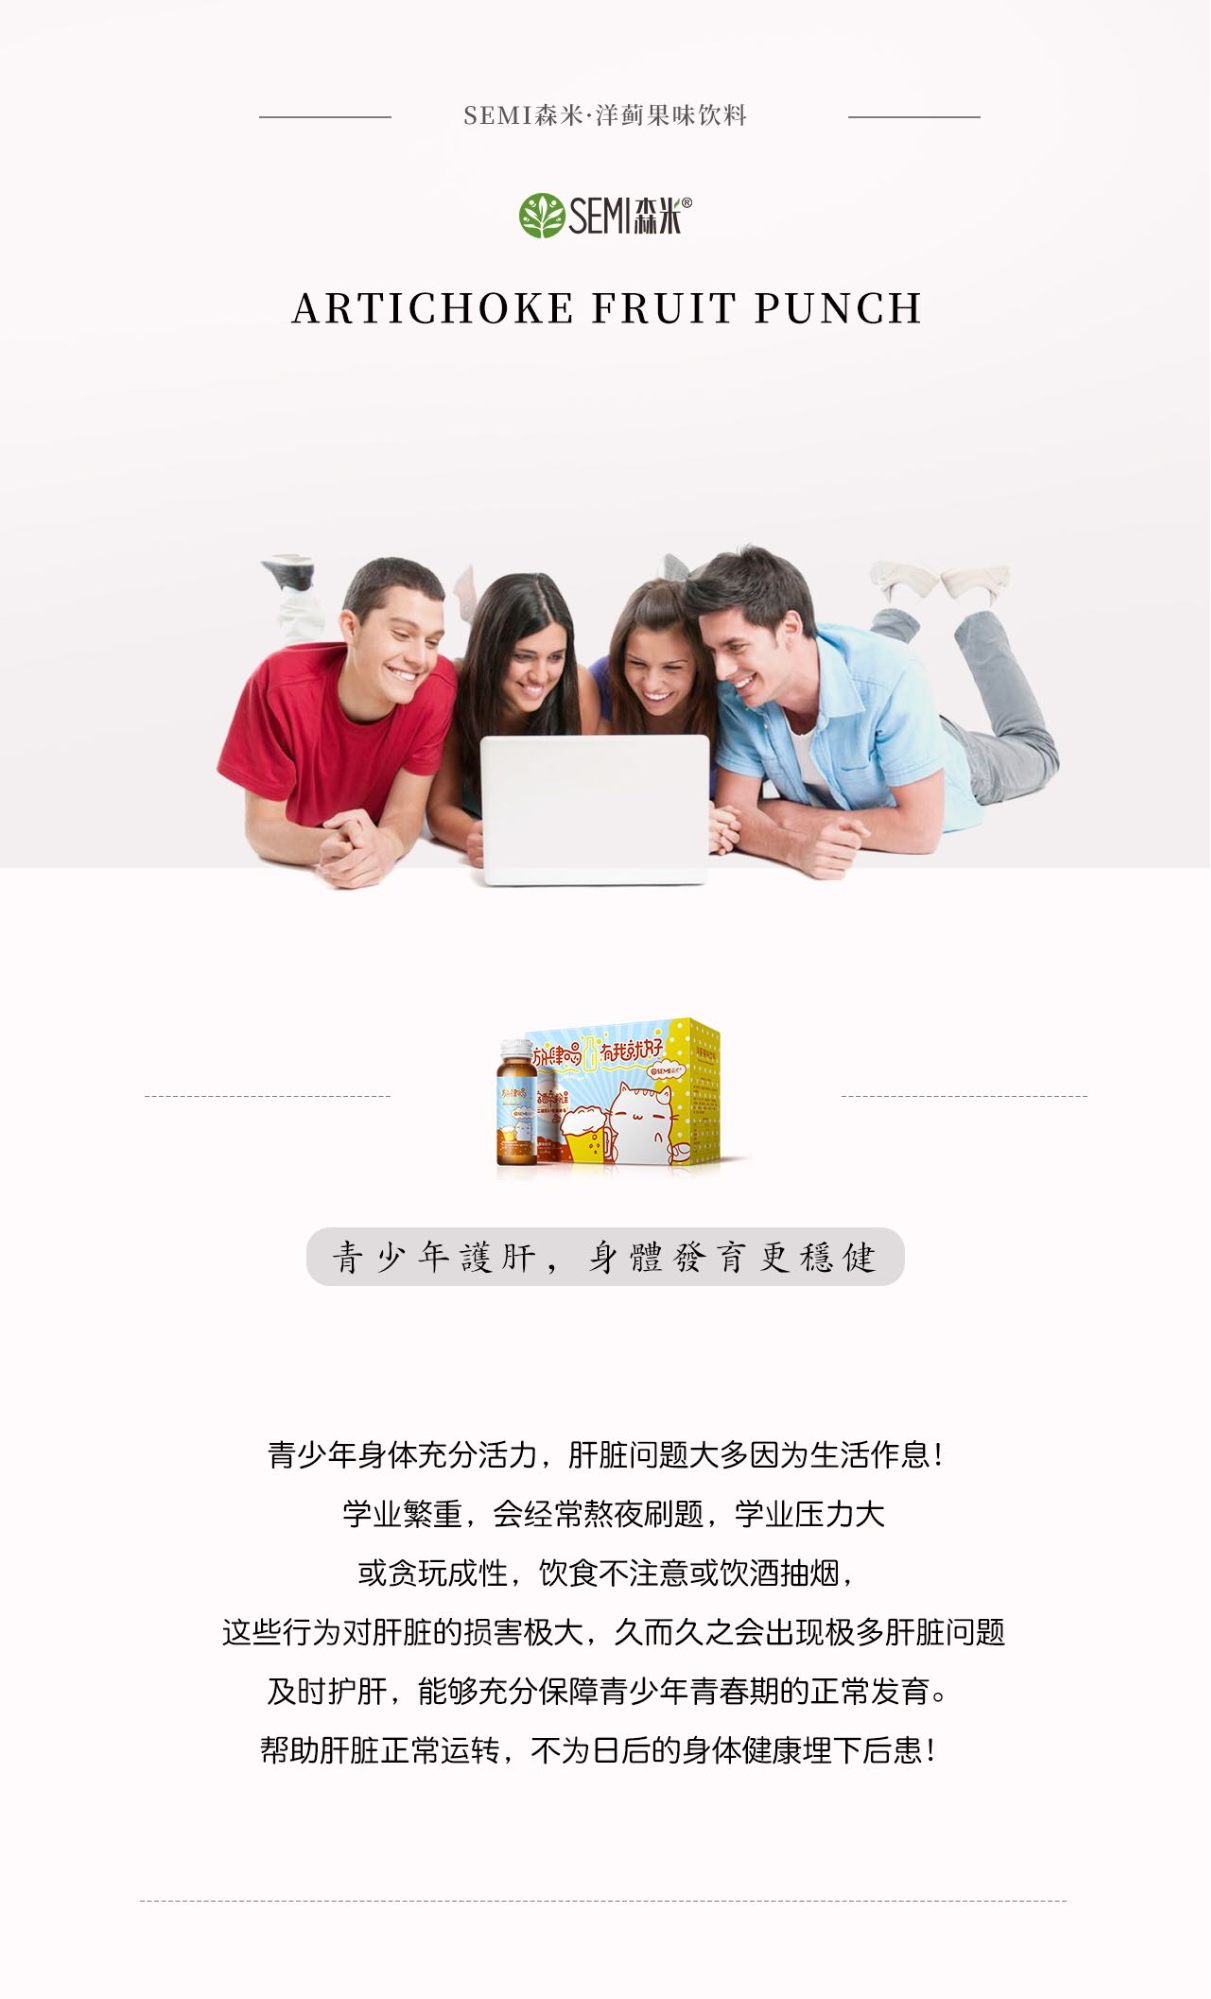 SEMI森米·洋蓟果味饮料
SEMI森米®
ARTICHOKE FRUIT PUNCH
放肆喝 有我就好
SEMI森米
青少年護肝，身體發育更穩健
青少年身体充分活力，肝脏问题大多因为生活作息！
学业繁重，会经常熬夜刷题，学业压力大
或贪玩成性，饮食不注意或饮酒抽烟，
这些行为对肝脏的损害极大，久而久之会出现极多肝脏问题
及时护肝，能够充分保障青少年青春期的正常发育。
帮助肝脏正常运转，不为日后的身体健康埋下后患！